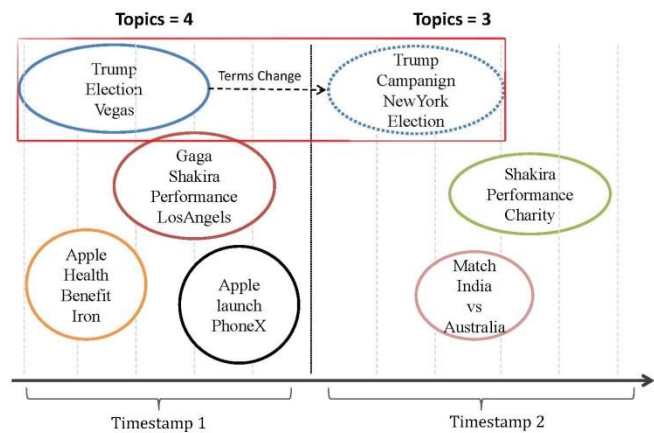 Topics = 4
Topics = 3
Trump
Election
Vegas
Terms Change
Trump
Campanign
NewYork
Election
Gaga
Shakira
Performance
LosAngels
Shakira
Performance
Charity
Apple
Health
Benefit
Iron
Apple
launch
PhoneX
Match
India
vs
Australia
Timestamp 1
Timestamp 2